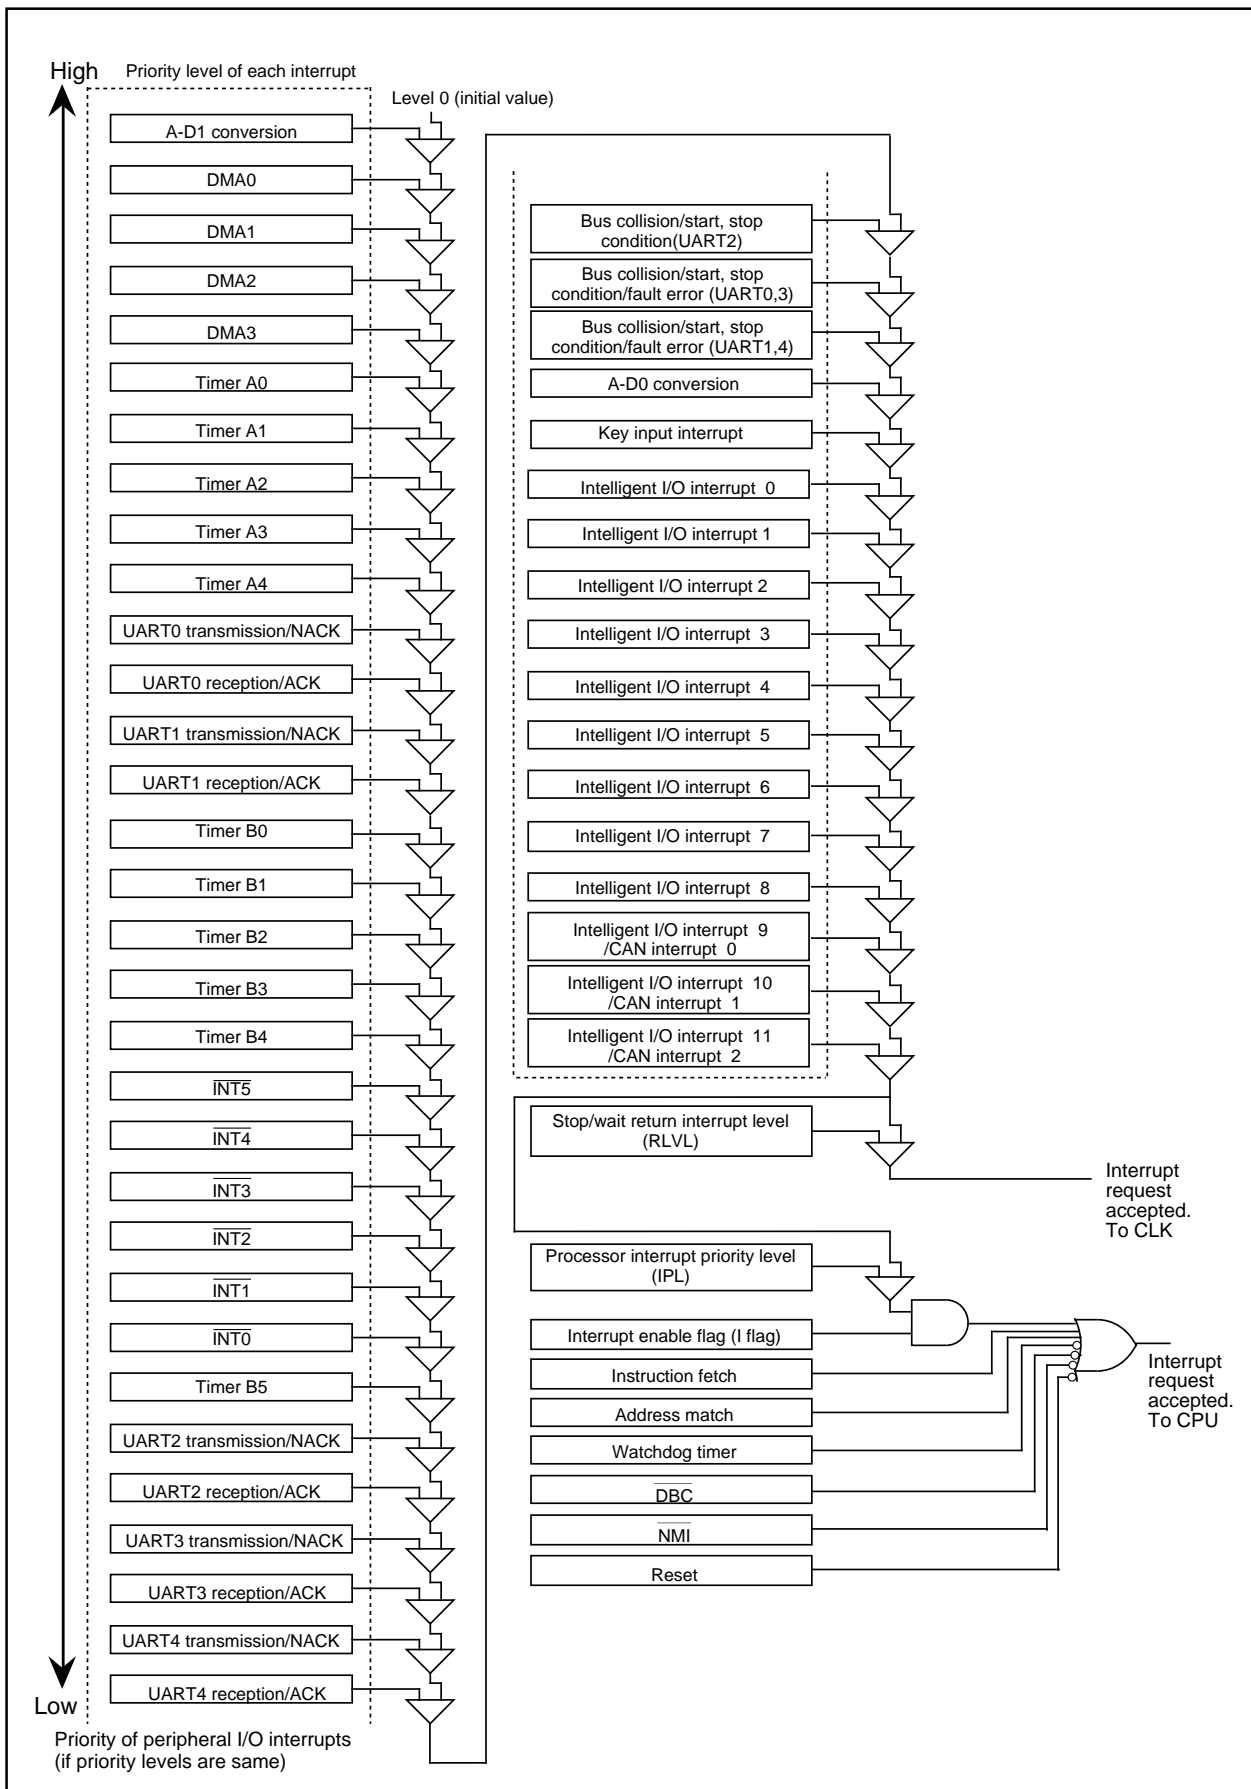 High
Priority level of each interrupt
Level 0 (initial value)
A-D1 conversion
DMA0
DMA1
DMA2
DMA3
Timer A0
Timer A1
Timer A2
Timer A3
Timer A4
UART0 transmission/NACK
UART0 reception/ACK
UART1 transmission/NACK
UART1 reception/ACK
Timer B0
Timer B1
Timer B2
Timer B3
Timer B4
INT5
INT4
INT3
INT2
INT1
INT0
Timer B5
UART2 transmission/NACK
UART2 reception/ACK
UART3 transmission/NACK
UART3 reception/ACK
UART4 transmission/NACK
UART4 reception/ACK
Low
Priority of peripheral I/O interrupts
(if priority levels are same)
Bus collision/start, stop
condition(UART2)
Bus collision/start, stop
condition/fault error (UART0,3)
Bus collision/start, stop
condition/fault error (UART1,4)
A-D0 conversion
Key input interrupt
Intelligent I/O interrupt 0
Intelligent I/O interrupt 1
Intelligent I/O interrupt 2
Intelligent I/O interrupt 3
Intelligent I/O interrupt 4
Intelligent I/O interrupt 5
Intelligent I/O interrupt 6
Intelligent I/O interrupt 7
Intelligent I/O interrupt 8
Intelligent I/O interrupt 9
/CAN interrupt 0
Intelligent I/O interrupt 10
/CAN interrupt 1
Intelligent I/O interrupt 11
/CAN interrupt 2
Stop/wait return interrupt level
(RLVL)
Interrupt
request
accepted.
To CLK
Processor interrupt priority level
(IPL)
Interrupt enable flag (I flag)
Instruction fetch
Address match
Watchdog timer
DBC
NMI
Reset
Interrupt
request
accepted.
To CPU